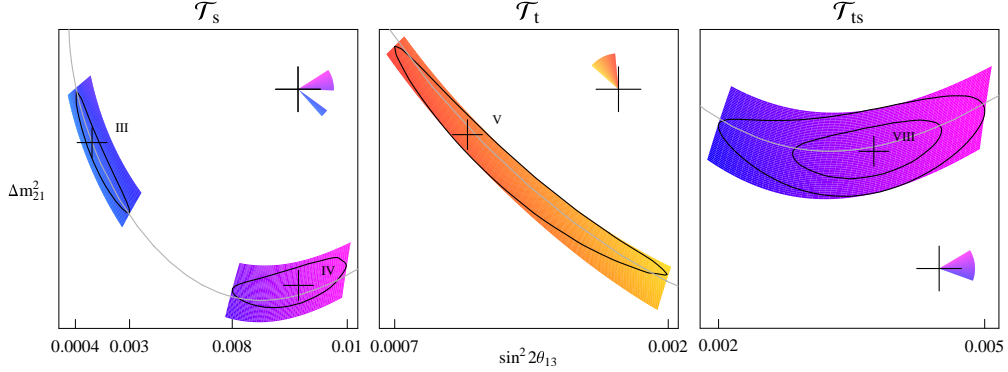 𝒯s
𝒯t
𝒯ts
III
IV
V
VIII
Δm²₂₁
0.0004
0.003
0.008
0.01
0.0007
0.002
0.002
0.005
sin² 2θ₁₃